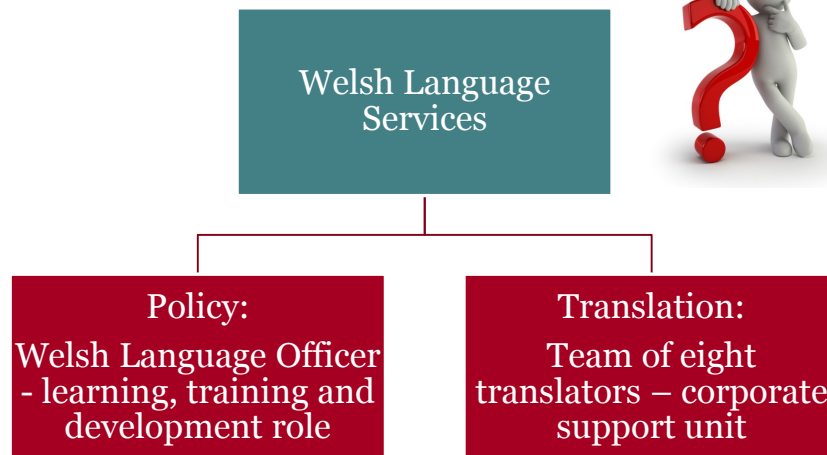 Welsh Language
Services
Policy:
Welsh Language Officer
- learning, training and
development role
Translation:
Team of eight
translators – corporate
support unit